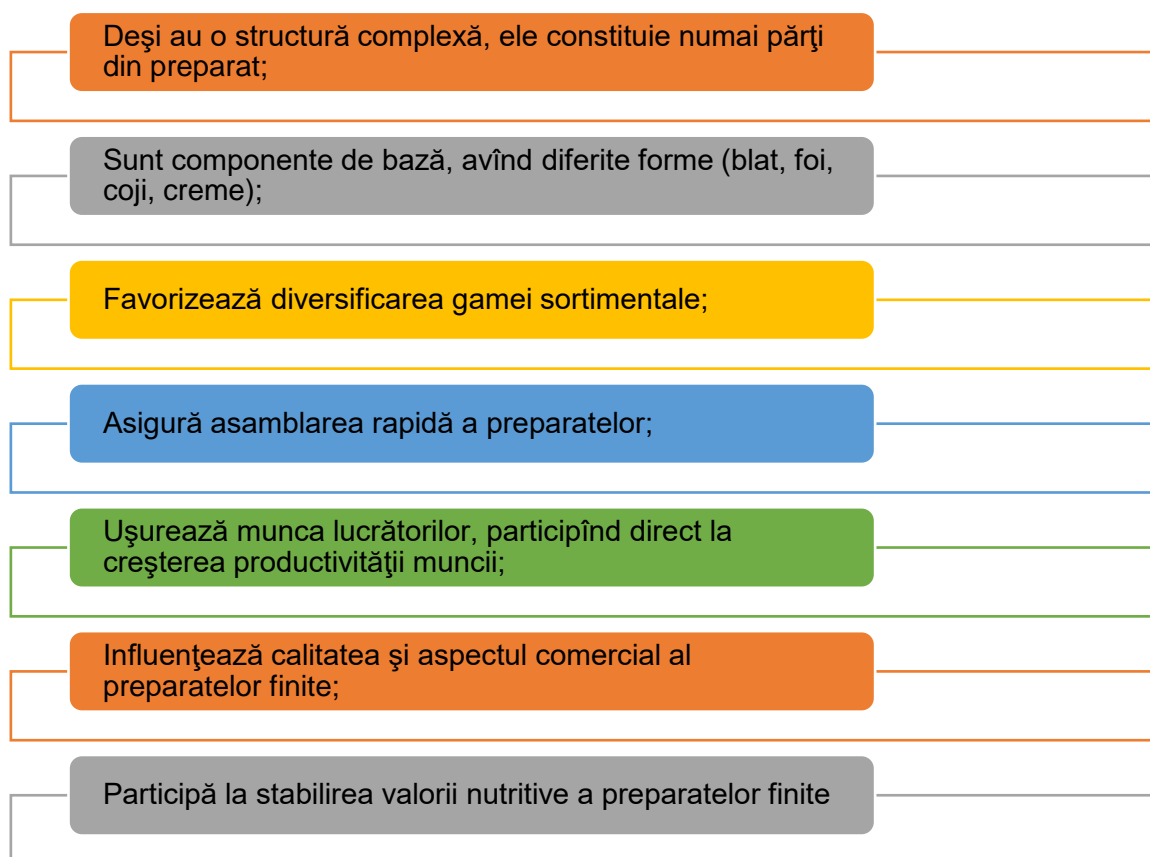 Deşi au o structură complexă, ele constituie numai părţi
din preparat;
Sunt componente de bază, avînd diferite forme (blat, foi,
coji, creme);
Favorizează diversificarea gamei sortimentale;
Asigură asamblarea rapidă a preparatelor;
Uşurează munca lucrătorilor, participînd direct la
creşterea productivităţii muncii;
Influenţează calitatea şi aspectul comercial al
preparatelor finite;
Participă la stabilirea valorii nutritive a preparatelor finite